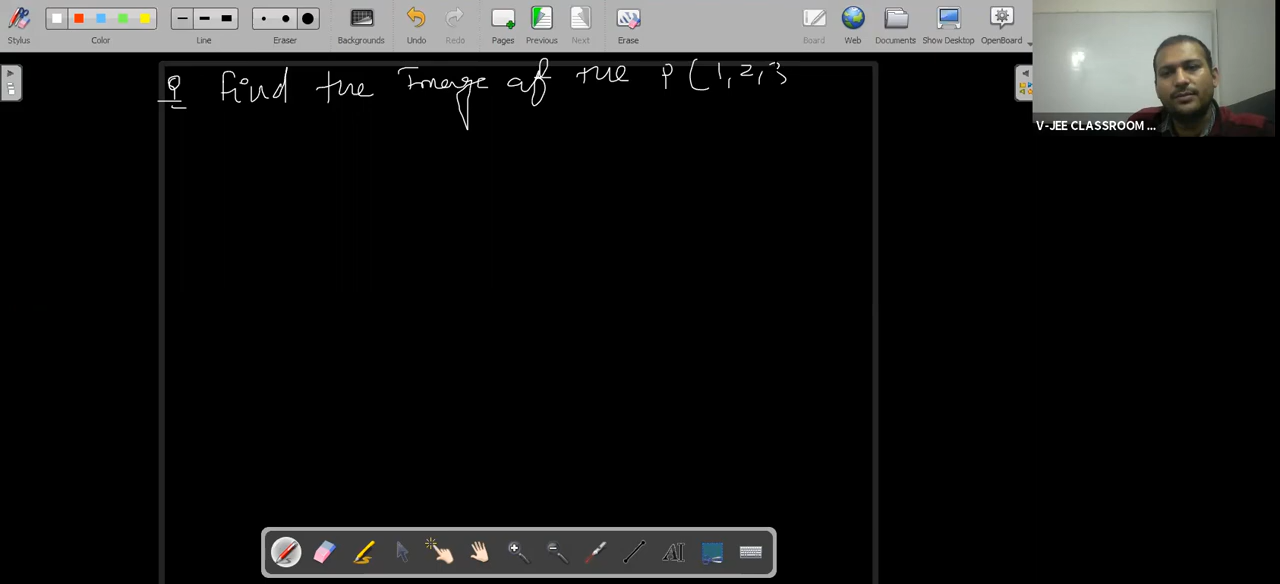 Stylus
Color
Line
Eraser
Backgrounds
Undo
Redo
Pages
Previous
Next
Erase
Board
Web
Documents
Show Desktop
OpenBoard
V-JEE CLASSROOM ...
Q Find the Image of the P(1,2,3
AI